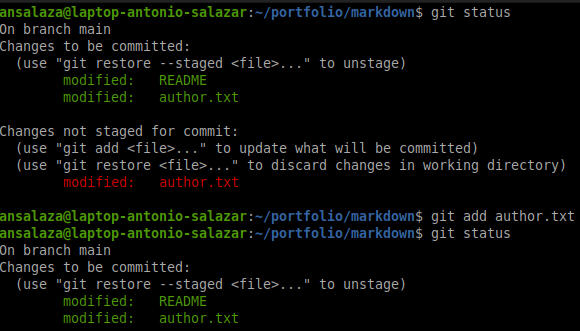 ansalaza@laptop-antonio-salazar:~/portfolio/markdown$ git status
On branch main
Changes to be committed:
  (use "git restore --staged <file>..." to unstage)
        modified:   README
        modified:   author.txt

Changes not staged for commit:
  (use "git add <file>..." to update what will be committed)
  (use "git restore <file>..." to discard changes in working directory)
        modified:   author.txt

ansalaza@laptop-antonio-salazar:~/portfolio/markdown$ git add author.txt
ansalaza@laptop-antonio-salazar:~/portfolio/markdown$ git status
On branch main
Changes to be committed:
  (use "git restore --staged <file>..." to unstage)
        modified:   README
        modified:   author.txt